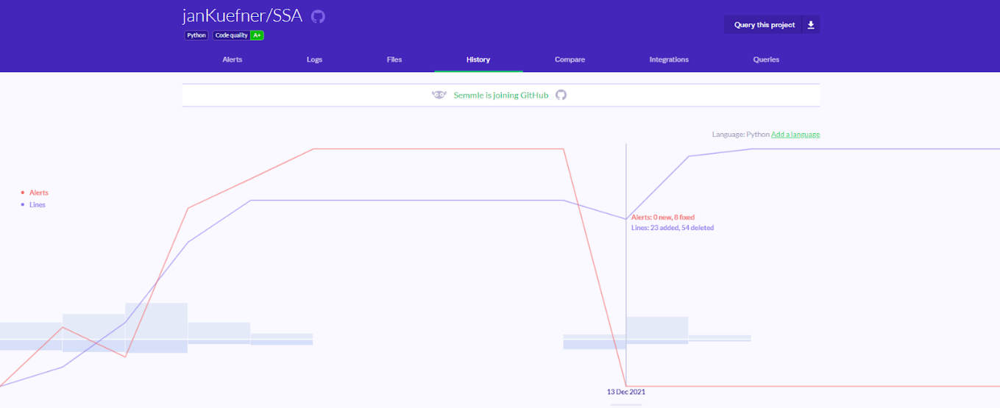 janKuefner/SSA
Query this project
Python Code quality A+
Alerts Logs Files History Compare Integrations Queries
Semmle is joining GitHub
Language: Python Add a language
Alerts
Lines
Alerts: 0 new, 8 fixed
Lines: 23 added, 54 deleted
13 Dec 2021